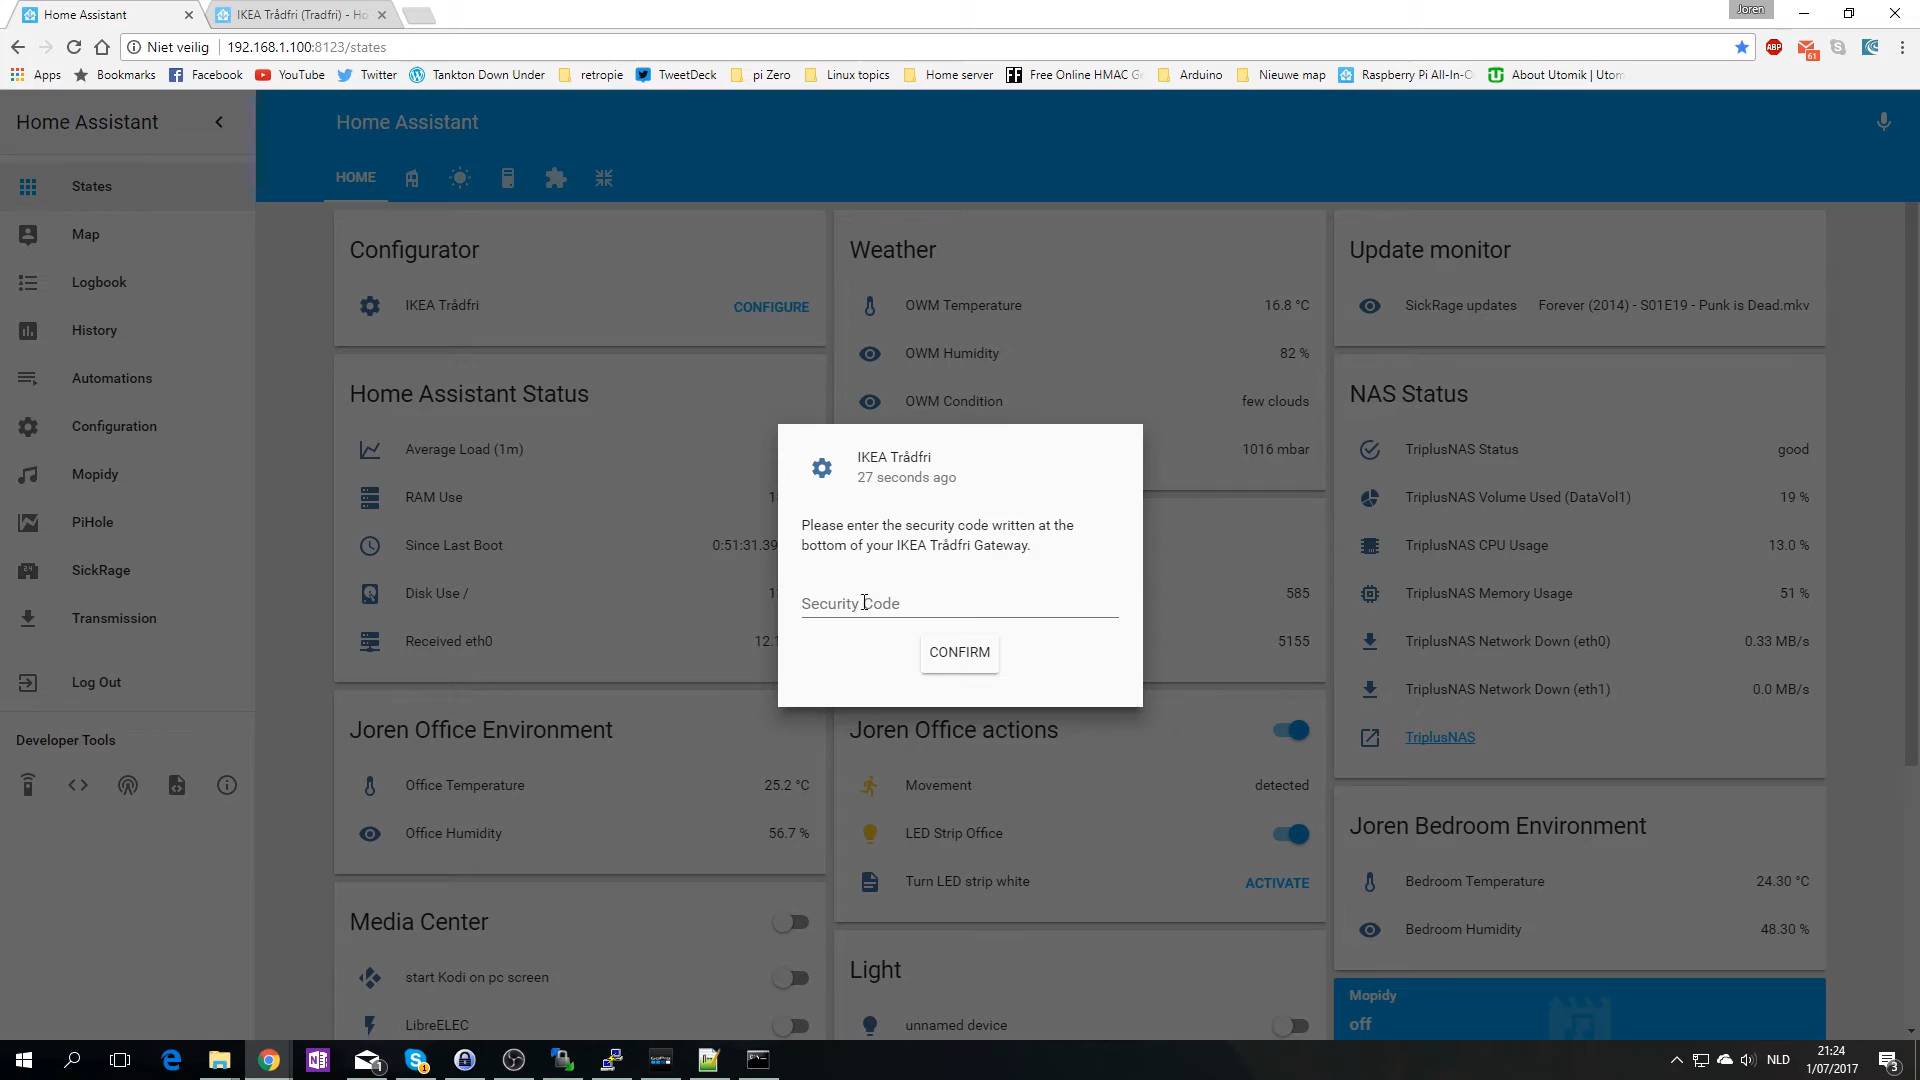 Home Assistant
IKEA Trådfri (Tradfri) - Ho
Joren
Niet veilig
192.168.1.100:8123/states
ABP
61
Apps
Bookmarks
Facebook
YouTube
Twitter
Tankton Down Under
retropie
TweetDeck
pi Zero
Linux topics
Home server
Free Online HMAC Ge
Arduino
Nieuwe map
Raspberry Pi All-In-O
About Utomik | Utom
Home Assistant
States
Map
Logbook
History
Automations
Configuration
Mopidy
PiHole
SickRage
Transmission
Log Out
Developer Tools
Home Assistant
HOME
Configurator
IKEA Trådfri
CONFIGURE
Home Assistant Status
Average Load (1m)
RAM Use
Since Last Boot
0:51:31.39
Disk Use /
Received eth0
12.1
Joren Office Environment
Office Temperature
25.2 °C
Office Humidity
56.7 %
Media Center
start Kodi on pc screen
LibreELEC
Weather
OWM Temperature
16.8 °C
OWM Humidity
82 %
OWM Condition
few clouds
1016 mbar
IKEA Trådfri
27 seconds ago
Please enter the security code written at the
bottom of your IKEA Trådfri Gateway.
Security Code
CONFIRM
585
5155
Joren Office actions
Movement
detected
LED Strip Office
Turn LED strip white
ACTIVATE
Light
unnamed device
Update monitor
SickRage updates
Forever (2014) - S01E19 - Punk is Dead.mkv
NAS Status
TriplusNAS Status
good
TriplusNAS Volume Used (DataVol1)
19 %
TriplusNAS CPU Usage
13.0 %
TriplusNAS Memory Usage
51 %
TriplusNAS Network Down (eth0)
0.33 MB/s
TriplusNAS Network Down (eth1)
0.0 MB/s
TriplusNAS
Joren Bedroom Environment
Bedroom Temperature
24.30 °C
Bedroom Humidity
48.30 %
Mopidy
off
NLD
21:24
1/07/2017
3